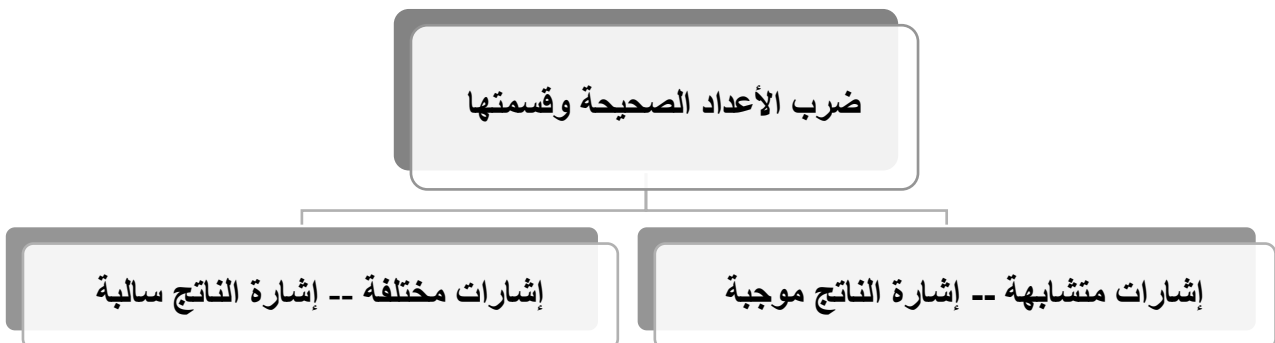 ضرب الأعداد الصحيحة وقسمتها
إشارات متشابهة -- إشارة الناتج موجبة
إشارات مختلفة -- إشارة الناتج سالبة